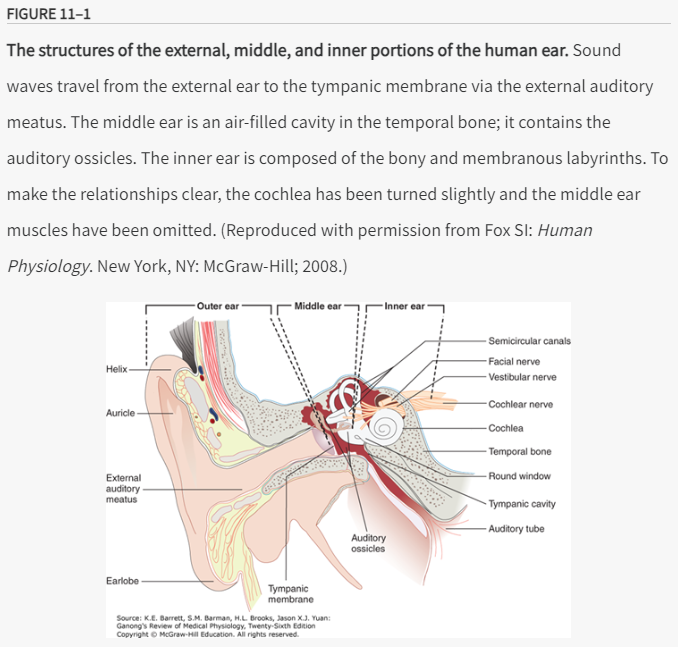 FIGURE 11–1
The structures of the external, middle, and inner portions of the human ear. Sound
waves travel from the external ear to the tympanic membrane via the external auditory
meatus. The middle ear is an air-filled cavity in the temporal bone; it contains the
auditory ossicles. The inner ear is composed of the bony and membranous labyrinths. To
make the relationships clear, the cochlea has been turned slightly and the middle ear
muscles have been omitted. (Reproduced with permission from Fox SI: Human
Physiology. New York, NY: McGraw-Hill; 2008.)
Outer ear
Middle ear
Inner ear
Helix
Auricle
External
auditory
meatus
Earlobe
Semicircular canals
Facial nerve
Vestibular nerve
Cochlear nerve
Cochlea
Temporal bone
Round window
Tympanic cavity
Auditory tube
Auditory
ossicles
Tympanic
membrane
Source: K.E. Barrett, S.M. Barman, H.L. Brooks, Jason X.J. Yuan:
Ganong's Review of Medical Physiology, Twenty-Sixth Edition
Copyright © McGraw-Hill Education. All rights reserved.